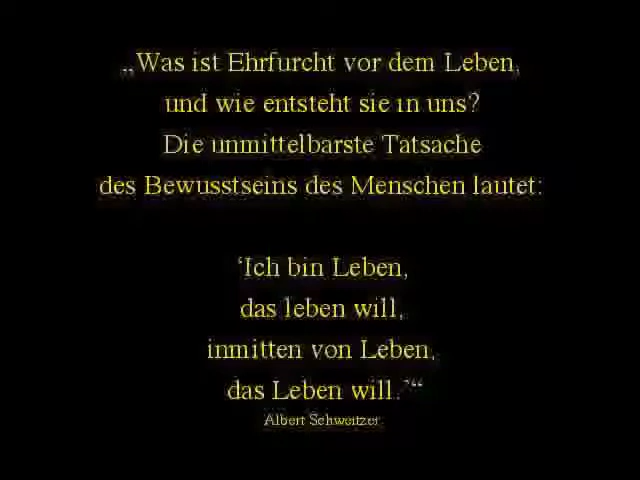 „Was ist Ehrfurcht vor dem Leben,
und wie entsteht sie in uns?
Die unmittelbarste Tatsache
des Bewusstseins des Menschen lautet:
‘Ich bin Leben,
das leben will,
inmitten von Leben,
das Leben will.’“
Albert Schweitzer